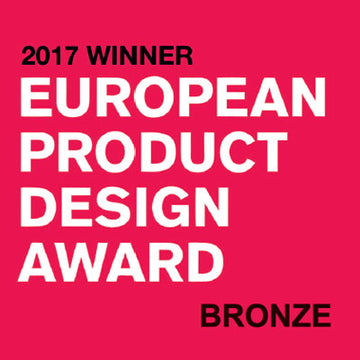 2017 WINNER
EUROPEAN
PRODUCT
DESIGN
AWARD
BRONZE